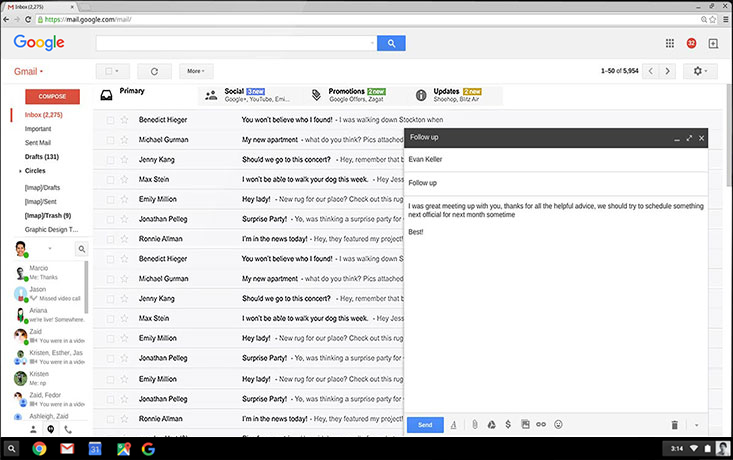 Inbox (2,275)
https://mail.google.com/mail/
Google
32
Gmail
More
1–50 of 5,954
COMPOSE
Inbox (2,275)
Important
Sent Mail
Drafts (131)
Circles
[Imap]/Drafts
[Imap]/Sent
[Imap]/Trash (9)
Graphic Design T...
Marcio
Me: Thanks
Jason
Missed video call
Ariana
we're live! Somewhere.
Zaid
You were in a video
Kristen, Esther, Jas
You were in a video
Kristen
Me: np
Zaid, Fedor
You were in a video
Ashleigh, Zaid
Primary
Social 3 new
Google+, YouTube, Emi...
Promotions 2 new
Google Offers, Zagat
Updates 2 new
Shoehop, Blitz Air
Benedict Hieger You won't believe who I found! - I was walking down Stockton when
Michael Gurman My new apartment - what do you think? Pics attached
Jenny Kang Should we go to this concert? - Hey, remember that b
Max Stein I won't be able to walk your dog this week. - Hey Jess
Emily Million Hey lady! - New rug for our place? Check out this rug
Jonathan Pelleg Surprise Party! - Yo, was thinking a surprise party for
Ronnie Allman I'm in the news today! - Hey, they featured my project!
Benedict Hieger You won't believe who I found! - I was walking down
Michael Gurman My new apartment - what do you think? Pics attached
Jenny Kang Should we go to this concert? - Hey, remember that b
Max Stein I won't be able to walk your dog this week. - Hey Jess
Emily Million Hey lady! - New rug for our place? Check out this rug
Jonathan Pelleg Surprise Party! - Yo, was thinking a surprise party for
Emily Million Hey lady! - New rug for our place? Check out this rug
Jonathan Pelleg Surprise Party! - Yo, was thinking a surprise party for
Ronnie Allman I'm in the news today! - Hey, they featured my project
Follow up
Evan Keller
Follow up
I was great meeting up with you, thanks for all the helpful advice, we should try to schedule something
next official for next month sometime
Best!
Send
31
3:14